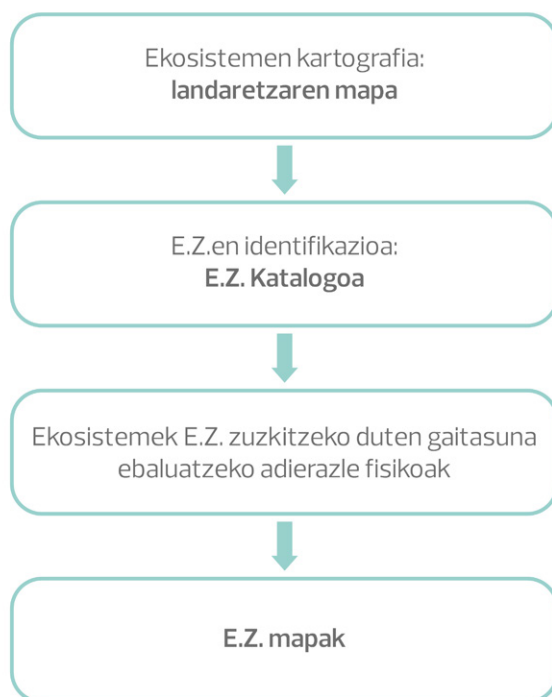 Ekosistemen kartografia:
landaretzaren mapa
E.Z.en identifikazioa:
E.Z. Katalogoa
Ekosistemek E.Z. zuzkitzeko duten gaitasuna
ebaluatzeko adierazle fisikoak
E.Z. mapak